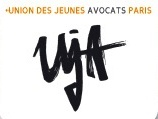 •UNION DES JEUNES AVOCATS PARIS
UJA